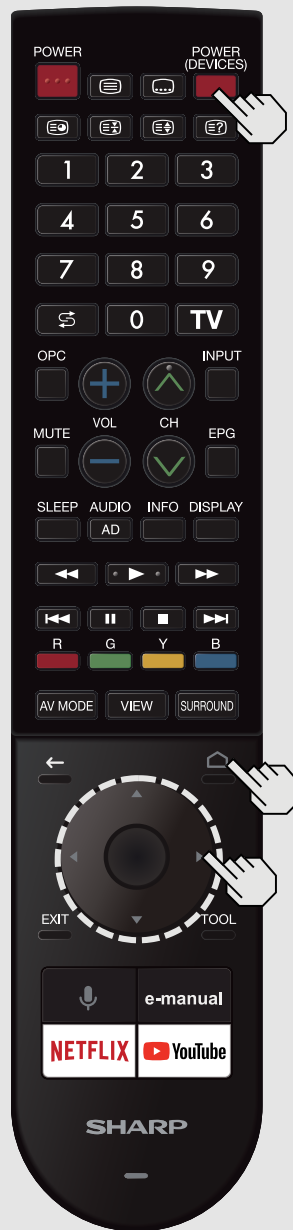 POWER
POWER
(DEVICES)
1 2 3
4 5 6
7 8 9
0 TV
OPC INPUT
VOL CH
MUTE EPG
SLEEP AUDIO INFO DISPLAY
AD
R G Y B
AV MODE VIEW SURROUND
EXIT TOOL
e-manual
NETFLIX YouTube
SHARP